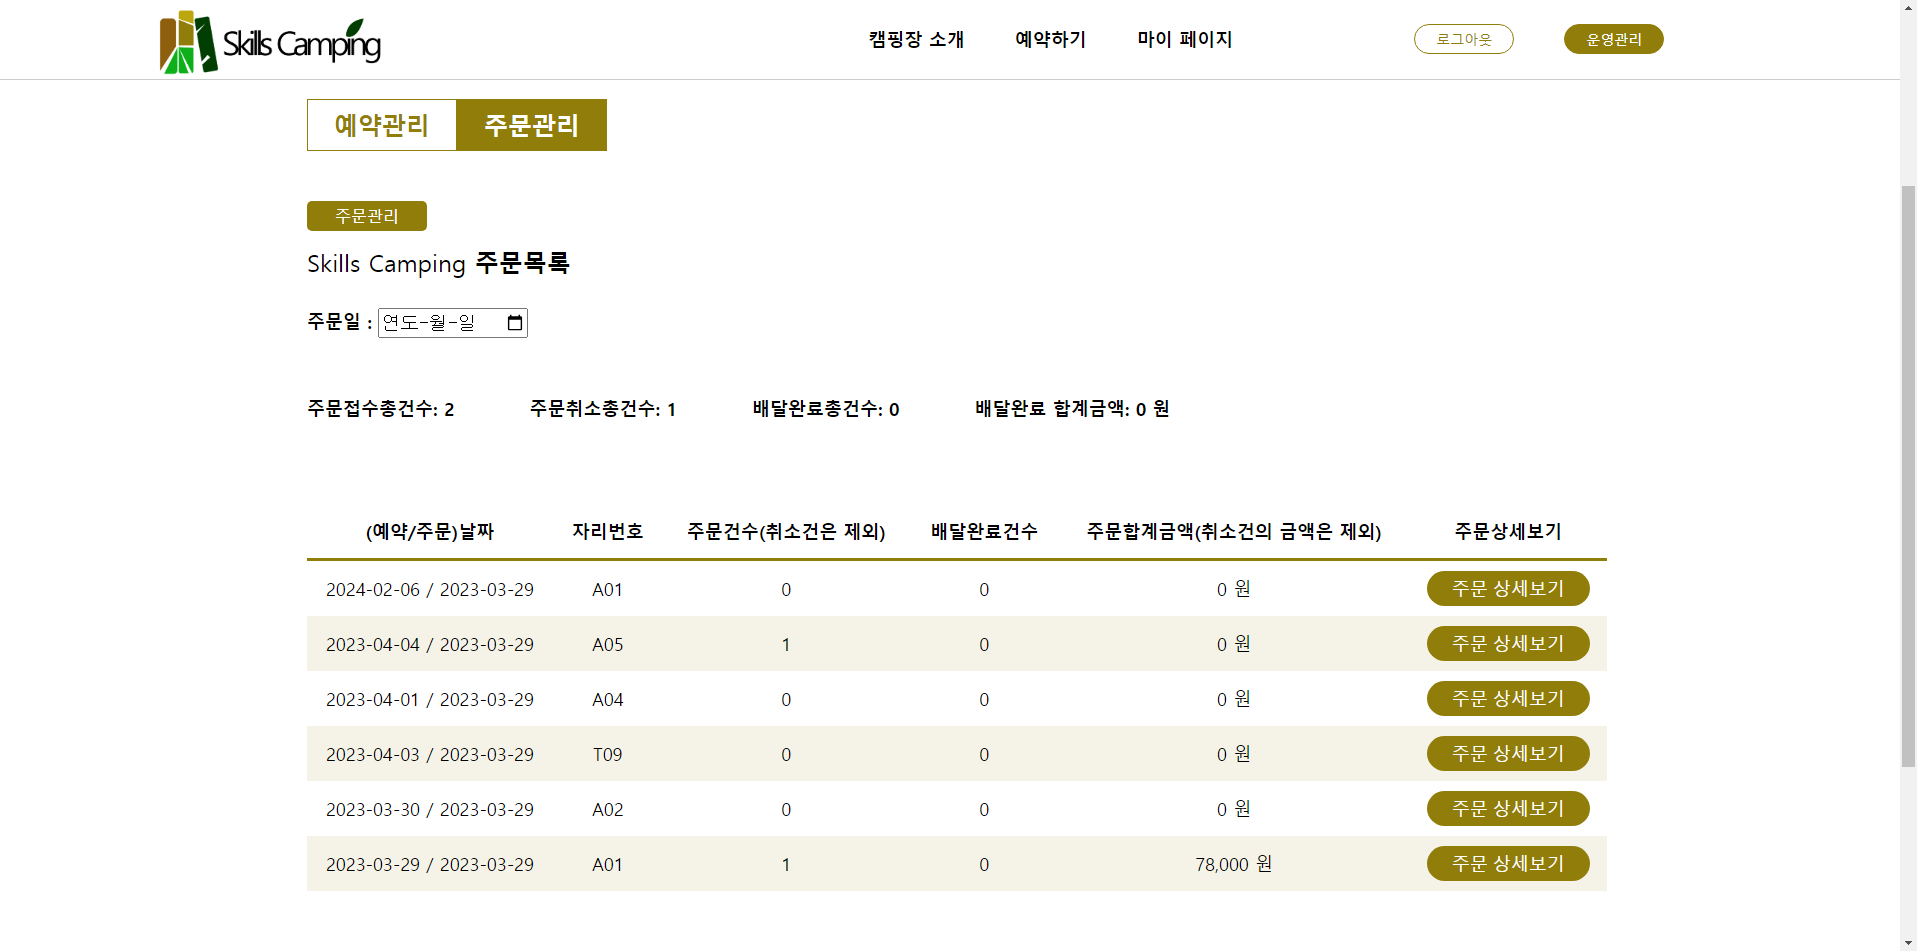 Skills Camping
캠핑장 소개 예약하기 마이 페이지 로그아웃 운영관리
예약관리 주문관리
주문관리
Skills Camping 주문목록
주문일 : 연도-월-일
주문접수총건수: 2 주문취소총건수: 1 배달완료총건수: 0 배달완료 합계금액: 0 원
(예약/주문)날짜 자리번호 주문건수(취소건은 제외) 배달완료건수 주문합계금액(취소건의 금액은 제외) 주문상세보기
2024-02-06 / 2023-03-29 A01 0 0 0 원 주문 상세보기
2023-04-04 / 2023-03-29 A05 1 0 0 원 주문 상세보기
2023-04-01 / 2023-03-29 A04 0 0 0 원 주문 상세보기
2023-04-03 / 2023-03-29 T09 0 0 0 원 주문 상세보기
2023-03-30 / 2023-03-29 A02 0 0 0 원 주문 상세보기
2023-03-29 / 2023-03-29 A01 1 0 78,000 원 주문 상세보기